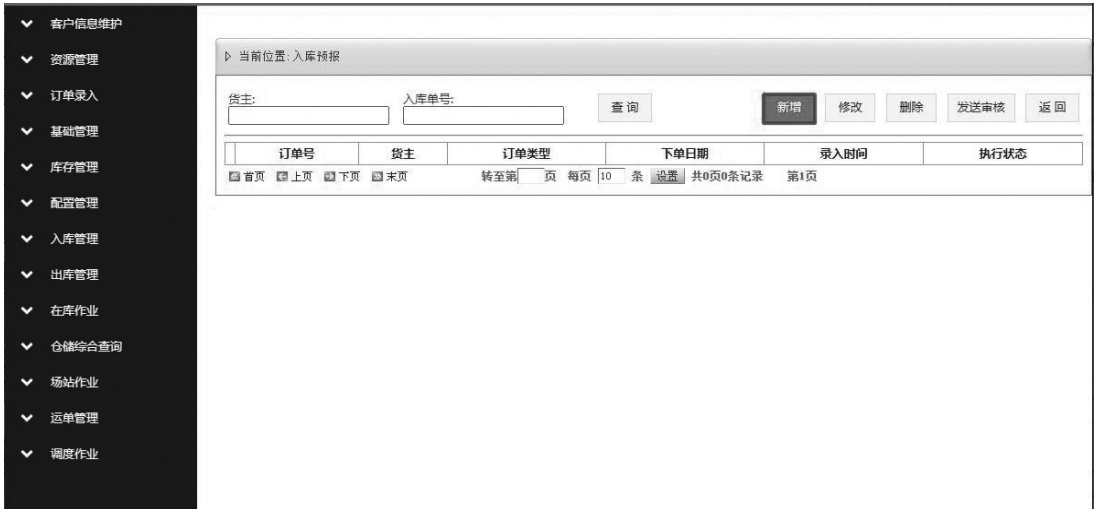 客户信息维护
资源管理
订单录入
基础管理
库存管理
配置管理
入库管理
出库管理
在库作业
仓储综合查询
场站作业
运单管理
调度作业
当前位置:入库预报
货主: 入库单号: 查询 新增 修改 删除 发送审核 返回
订单号 货主 订单类型 下单日期 录入时间 执行状态
首页 上页 下页 末页 转至第 页 每页 10 条 设置 共0页0条记录 第1页